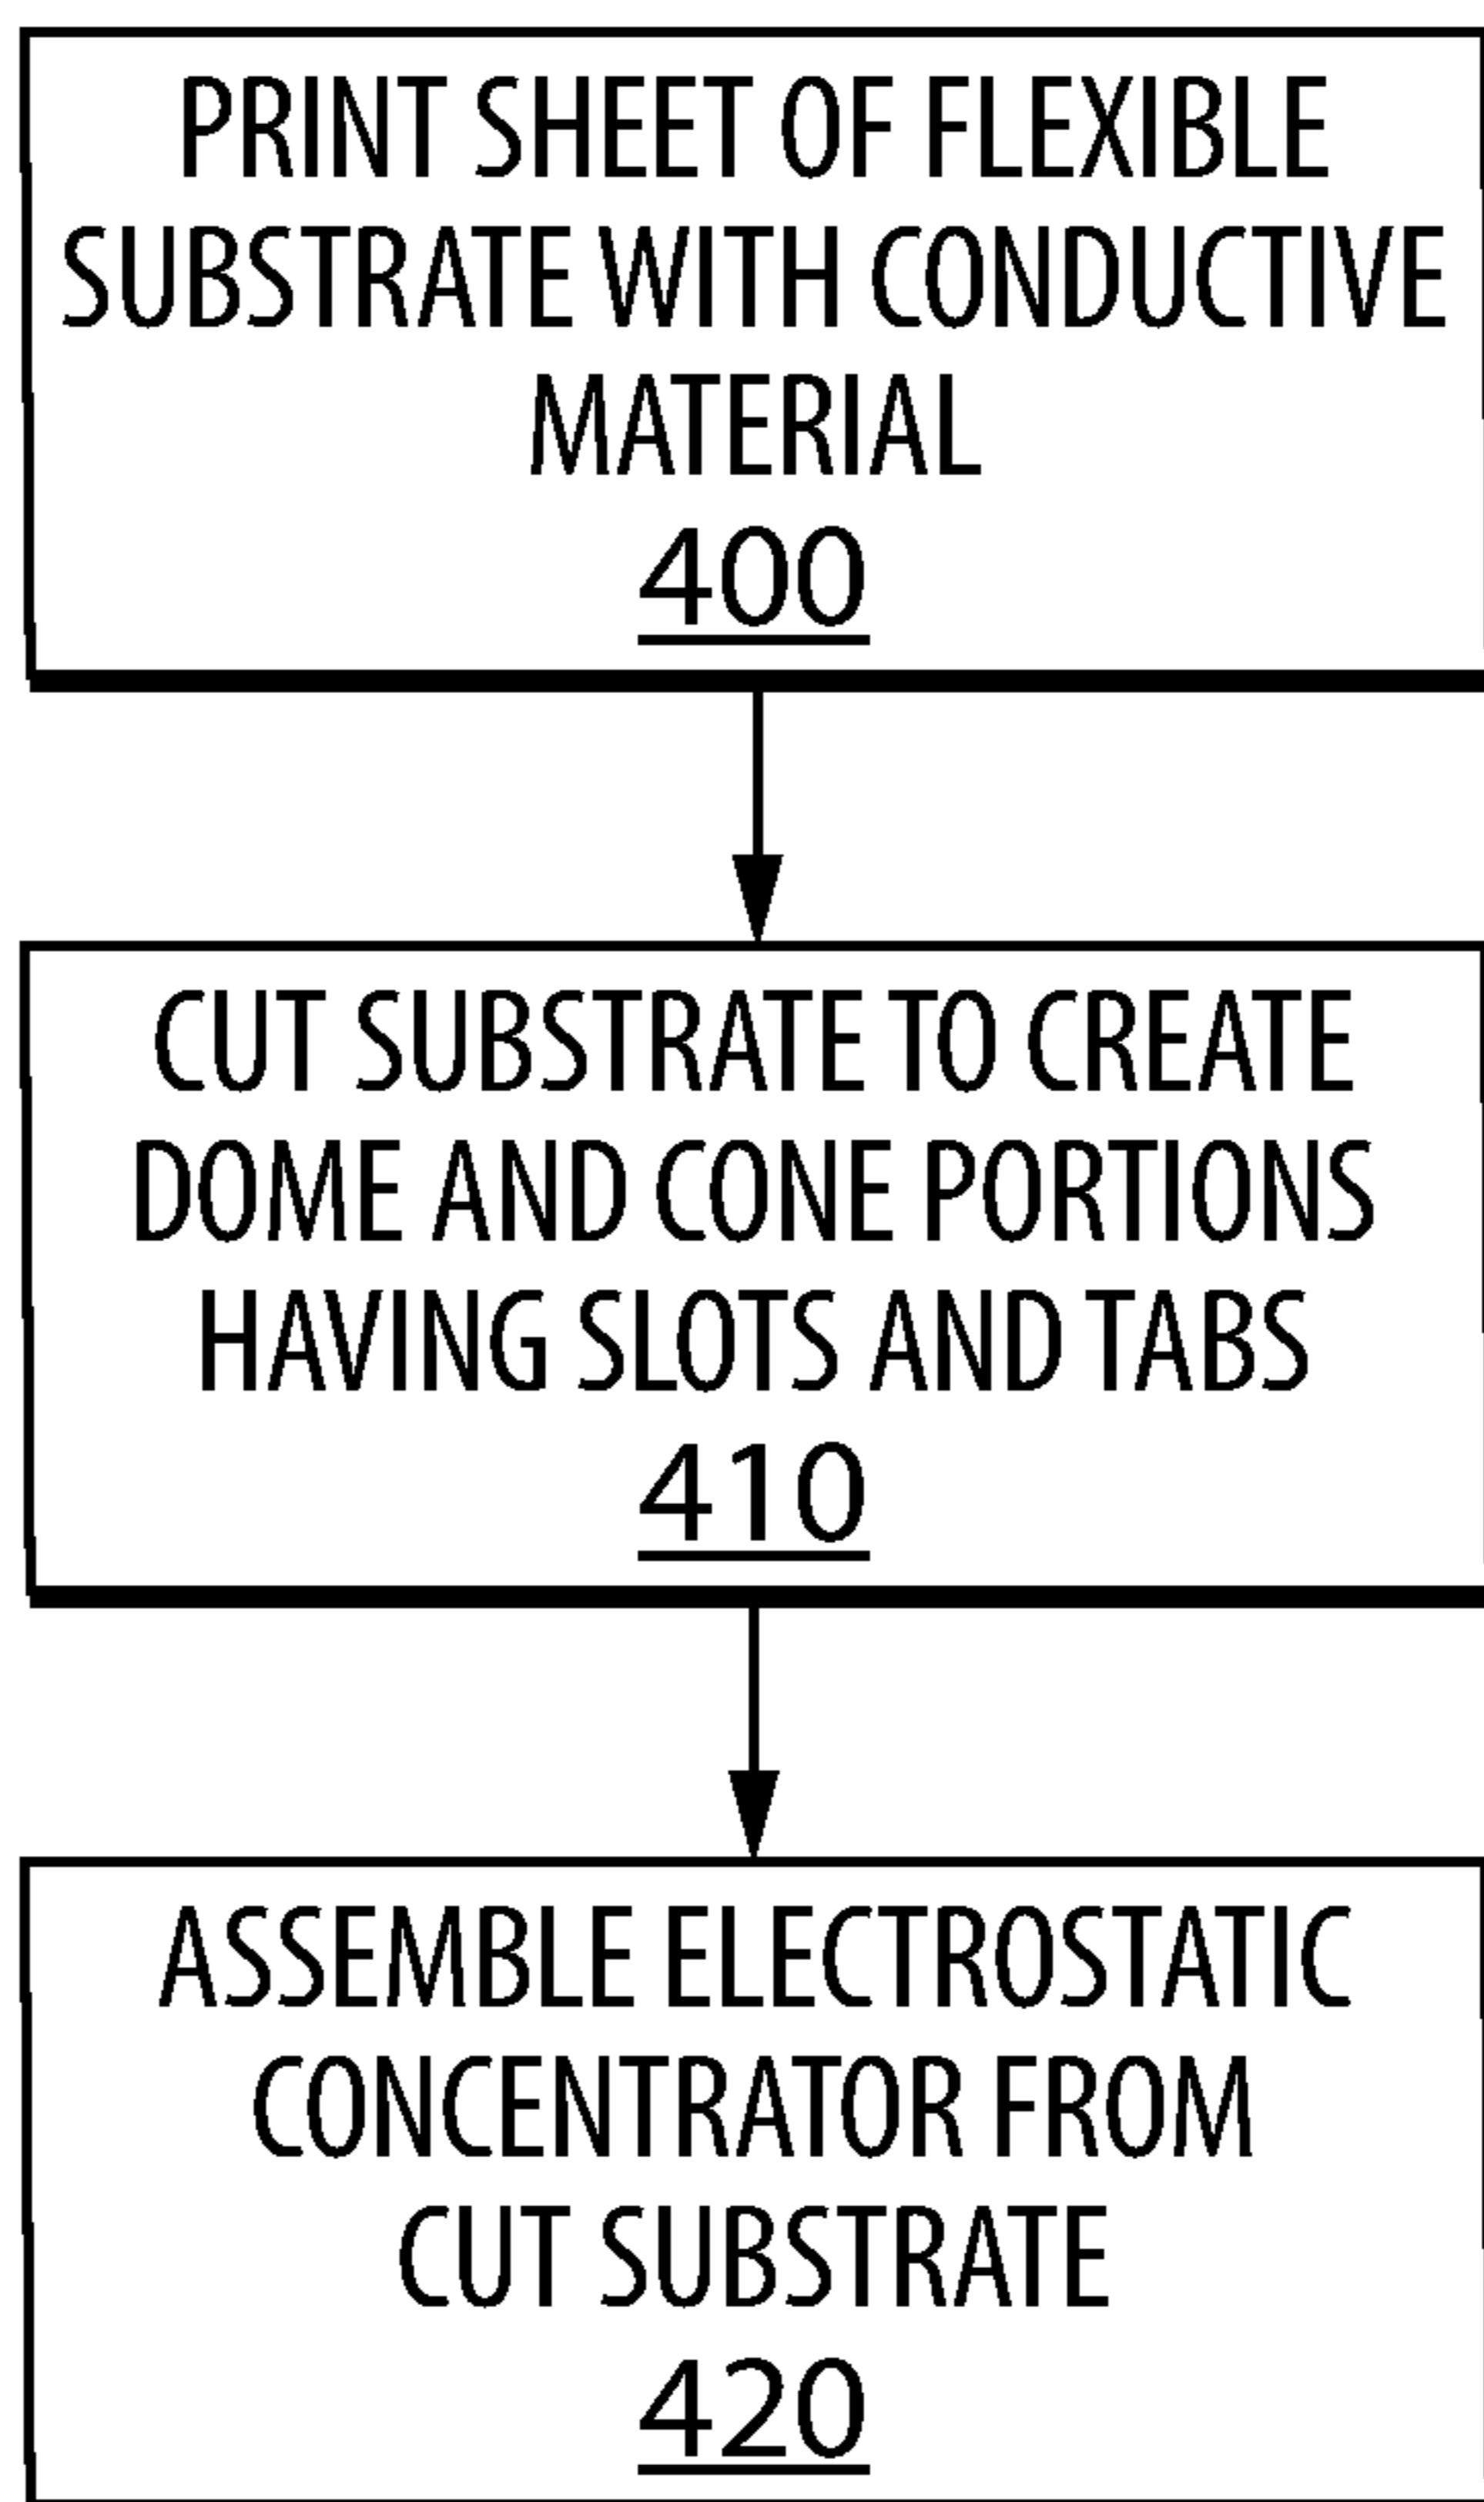 PRINT SHEET OF FLEXIBLE
SUBSTRATE WITH CONDUCTIVE
MATERIAL
400
CUT SUBSTRATE TO CREATE
DOME AND CONE PORTIONS
HAVING SLOTS AND TABS
410
ASSEMBLE ELECTROSTATIC
CONCENTRATOR FROM
CUT SUBSTRATE
420